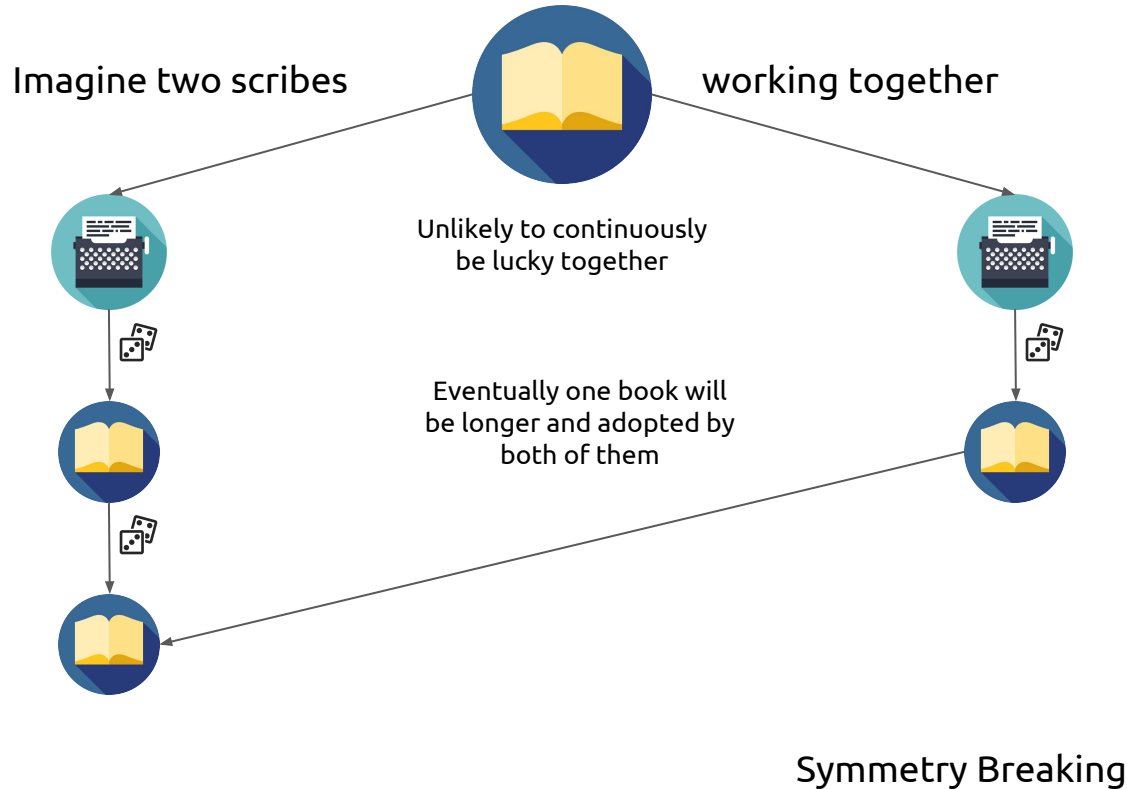 Imagine two scribes
working together
Unlikely to continuously
be lucky together
Eventually one book will
be longer and adopted by
both of them
Symmetry Breaking